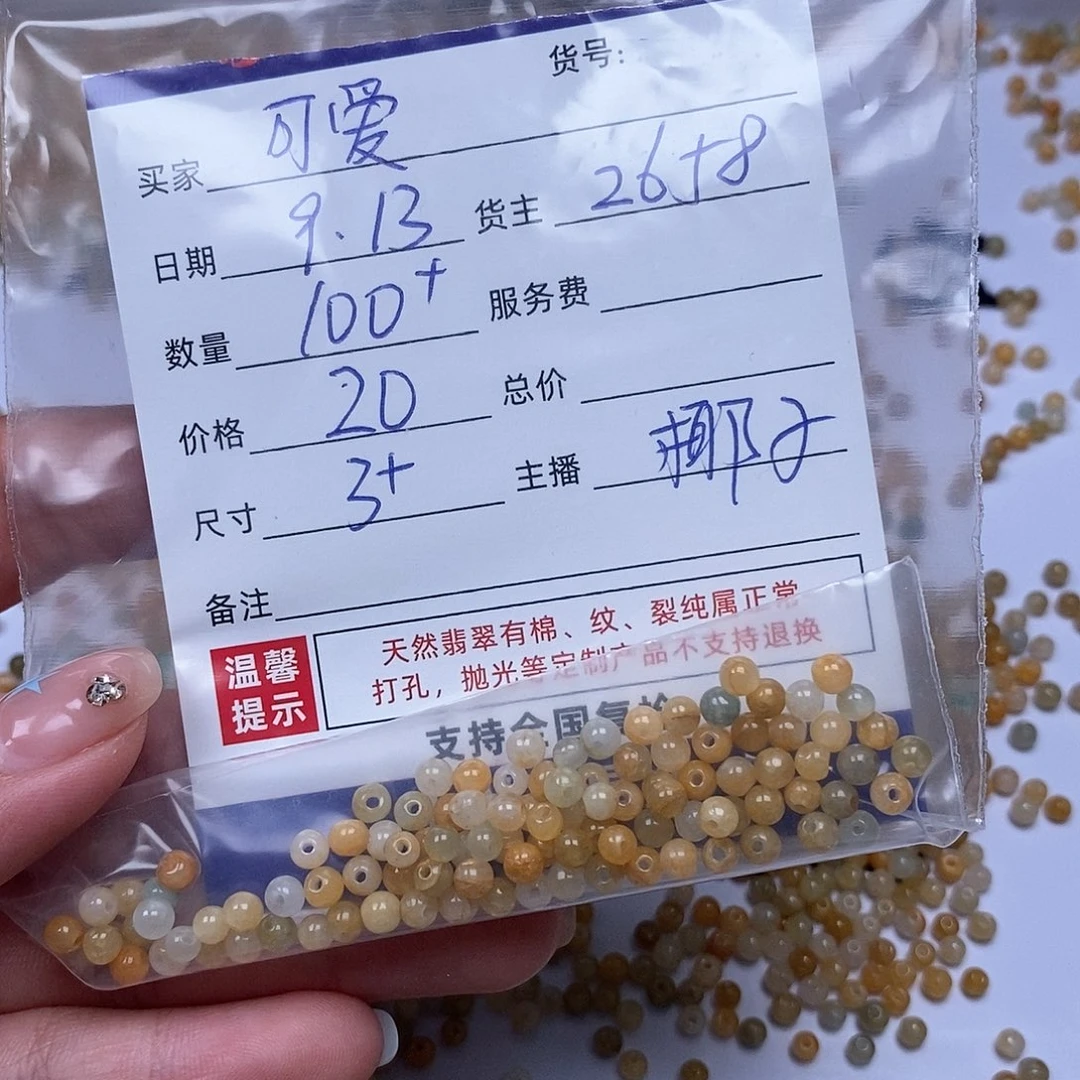 货号:
买家 可爱
日期 9.13 货主 26+8
数量 100+ 服务费
价格 20 总价
尺寸 3+ 主播 椰子
备注
温馨提示
天然翡翠有棉、纹、裂纯属正常
打孔，抛光等定制产品不支持退换
支持全国复检